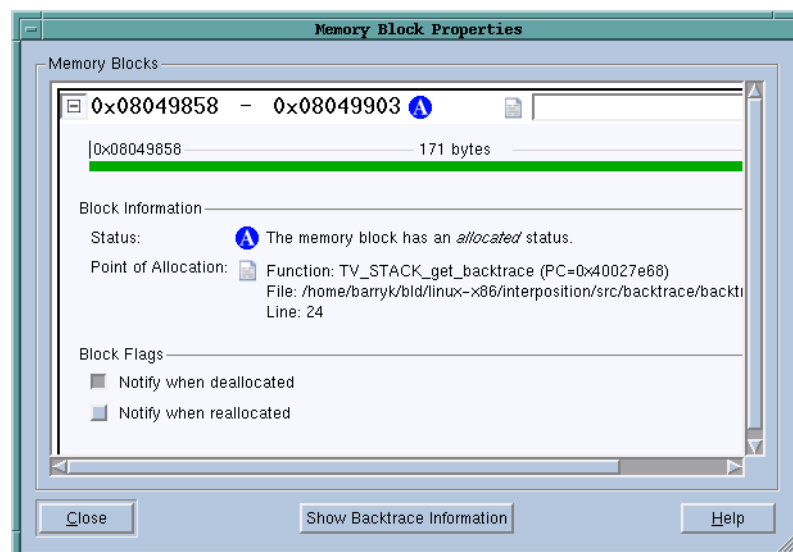 Memory Block Properties
Memory Blocks
0x08049858 - 0x08049903 A
0x08049858 171 bytes
Block Information
Status: A The memory block has an allocated status.
Point of Allocation: Function: TV_STACK_get_backtrace (PC=0x40027e68)
File: /home/barryk/bld/linux-x86/interposition/src/backtrace/backtr
Line: 24
Block Flags
Notify when deallocated
Notify when reallocated
Close Show Backtrace Information Help